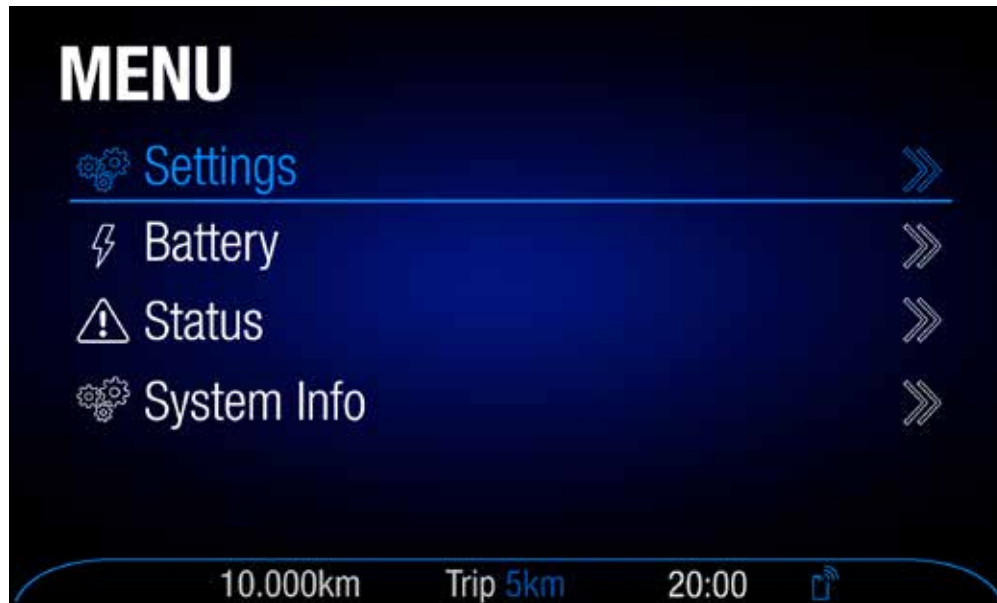 MENU
Settings
Battery
Status
System Info
10.000km Trip 5km 20:00